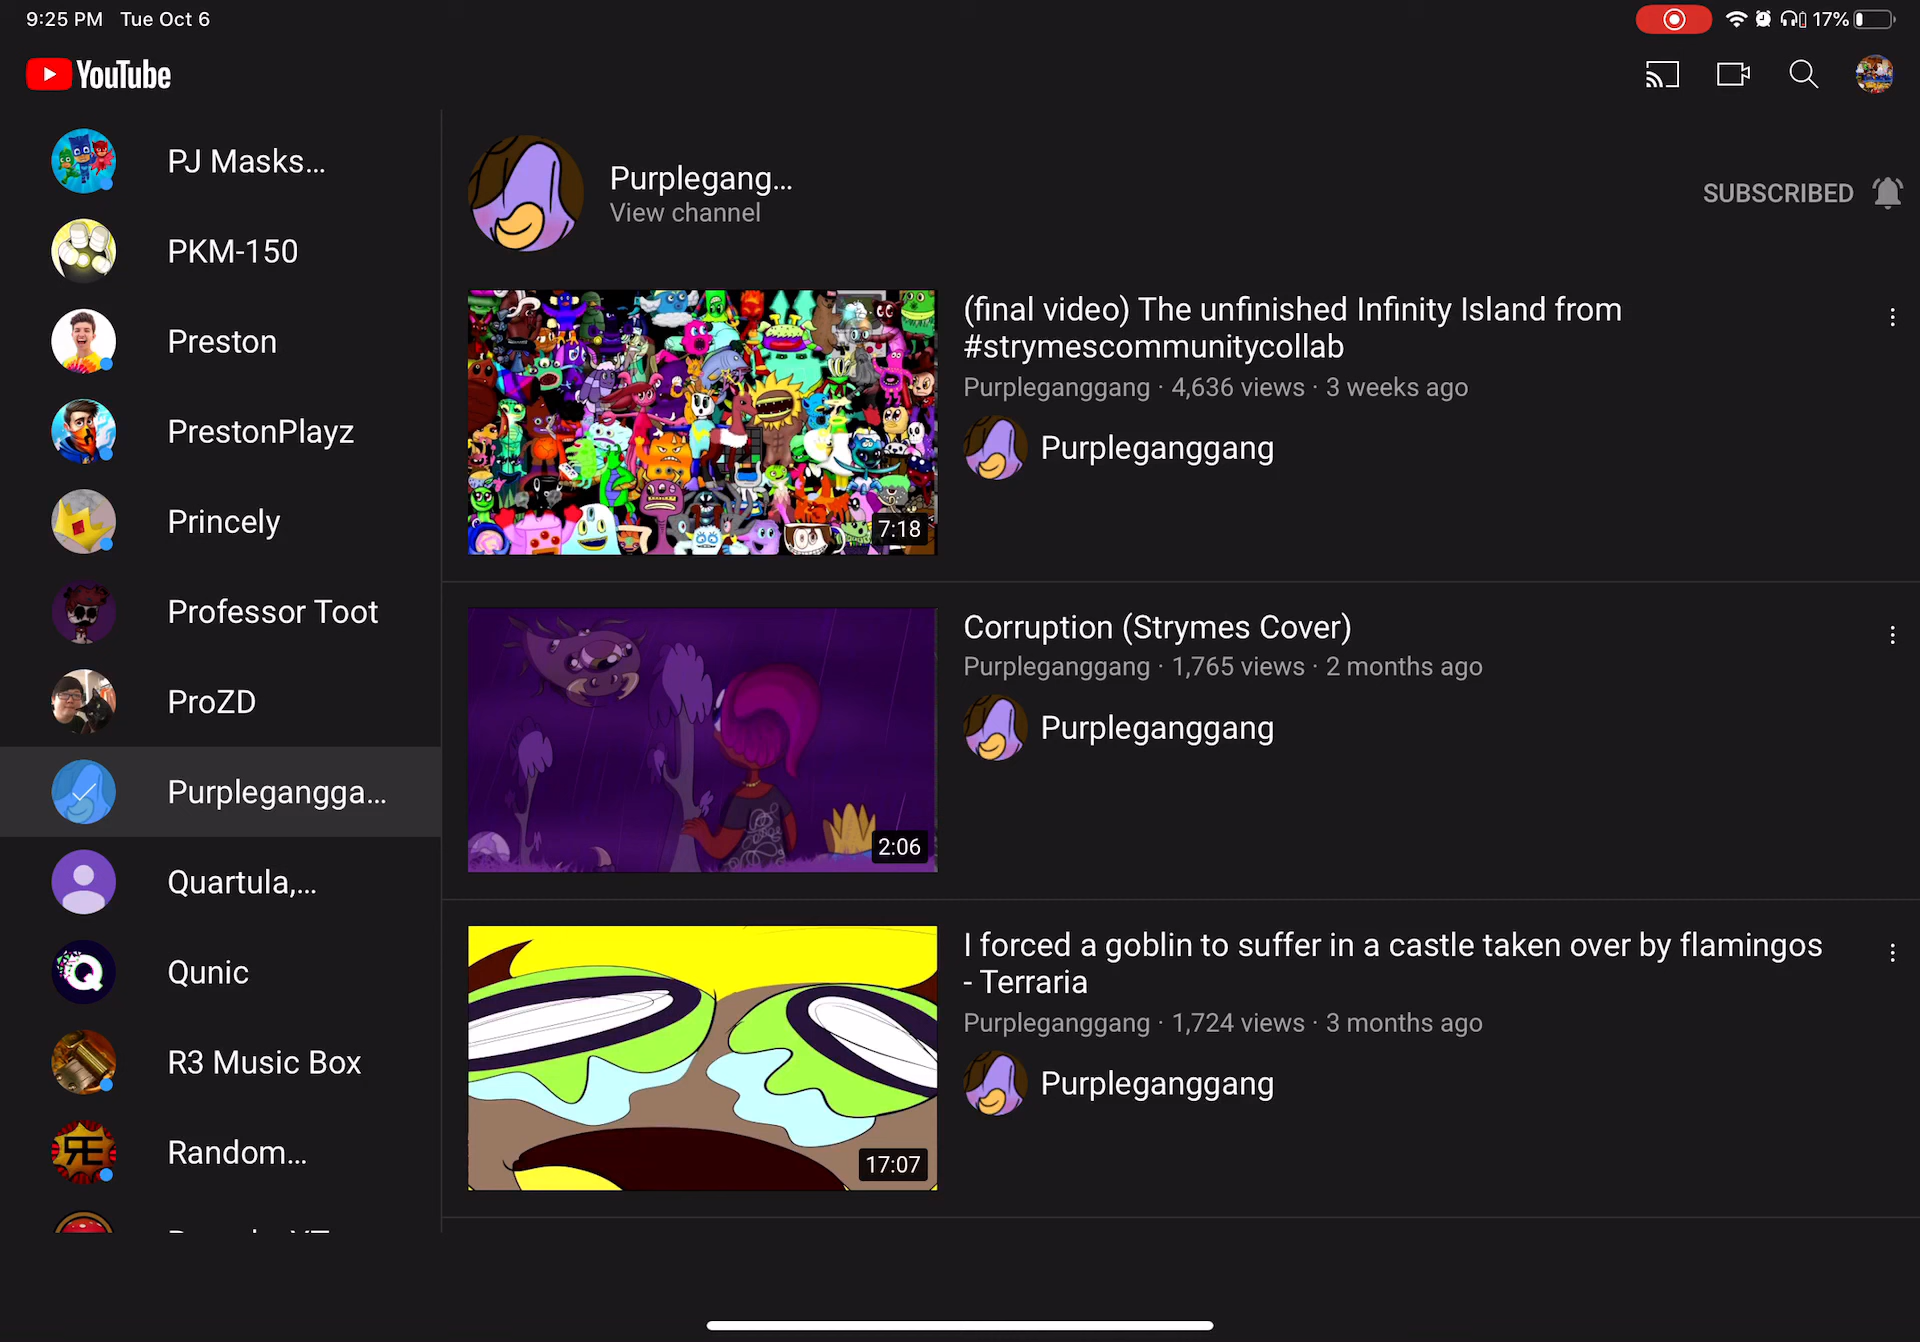 9:25 PM Tue Oct 6
17%
YouTube
PJ Masks...
PKM-150
Preston
PrestonPlayz
Princely
Professor Toot
ProZD
Purplegangga...
Quartula,...
Qunic
R3 Music Box
Random...
Purplegang...
View channel
SUBSCRIBED
(final video) The unfinished Infinity Island from
#strymescommunitycollab
Purpleganggang · 4,636 views · 3 weeks ago
Purpleganggang
7:18
Corruption (Strymes Cover)
Purpleganggang · 1,765 views · 2 months ago
Purpleganggang
2:06
I forced a goblin to suffer in a castle taken over by flamingos
- Terraria
Purpleganggang · 1,724 views · 3 months ago
Purpleganggang
17:07